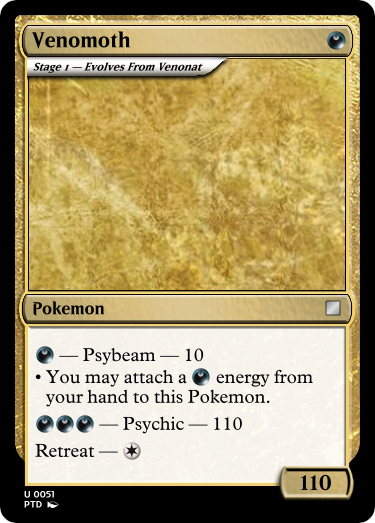 Venomoth
Stage 1 — Evolves From Venonat
Pokemon
— Psybeam — 10
• You may attach a energy from
your hand to this Pokemon.
— Psychic — 110
Retreat —
110
U 0051
PTD